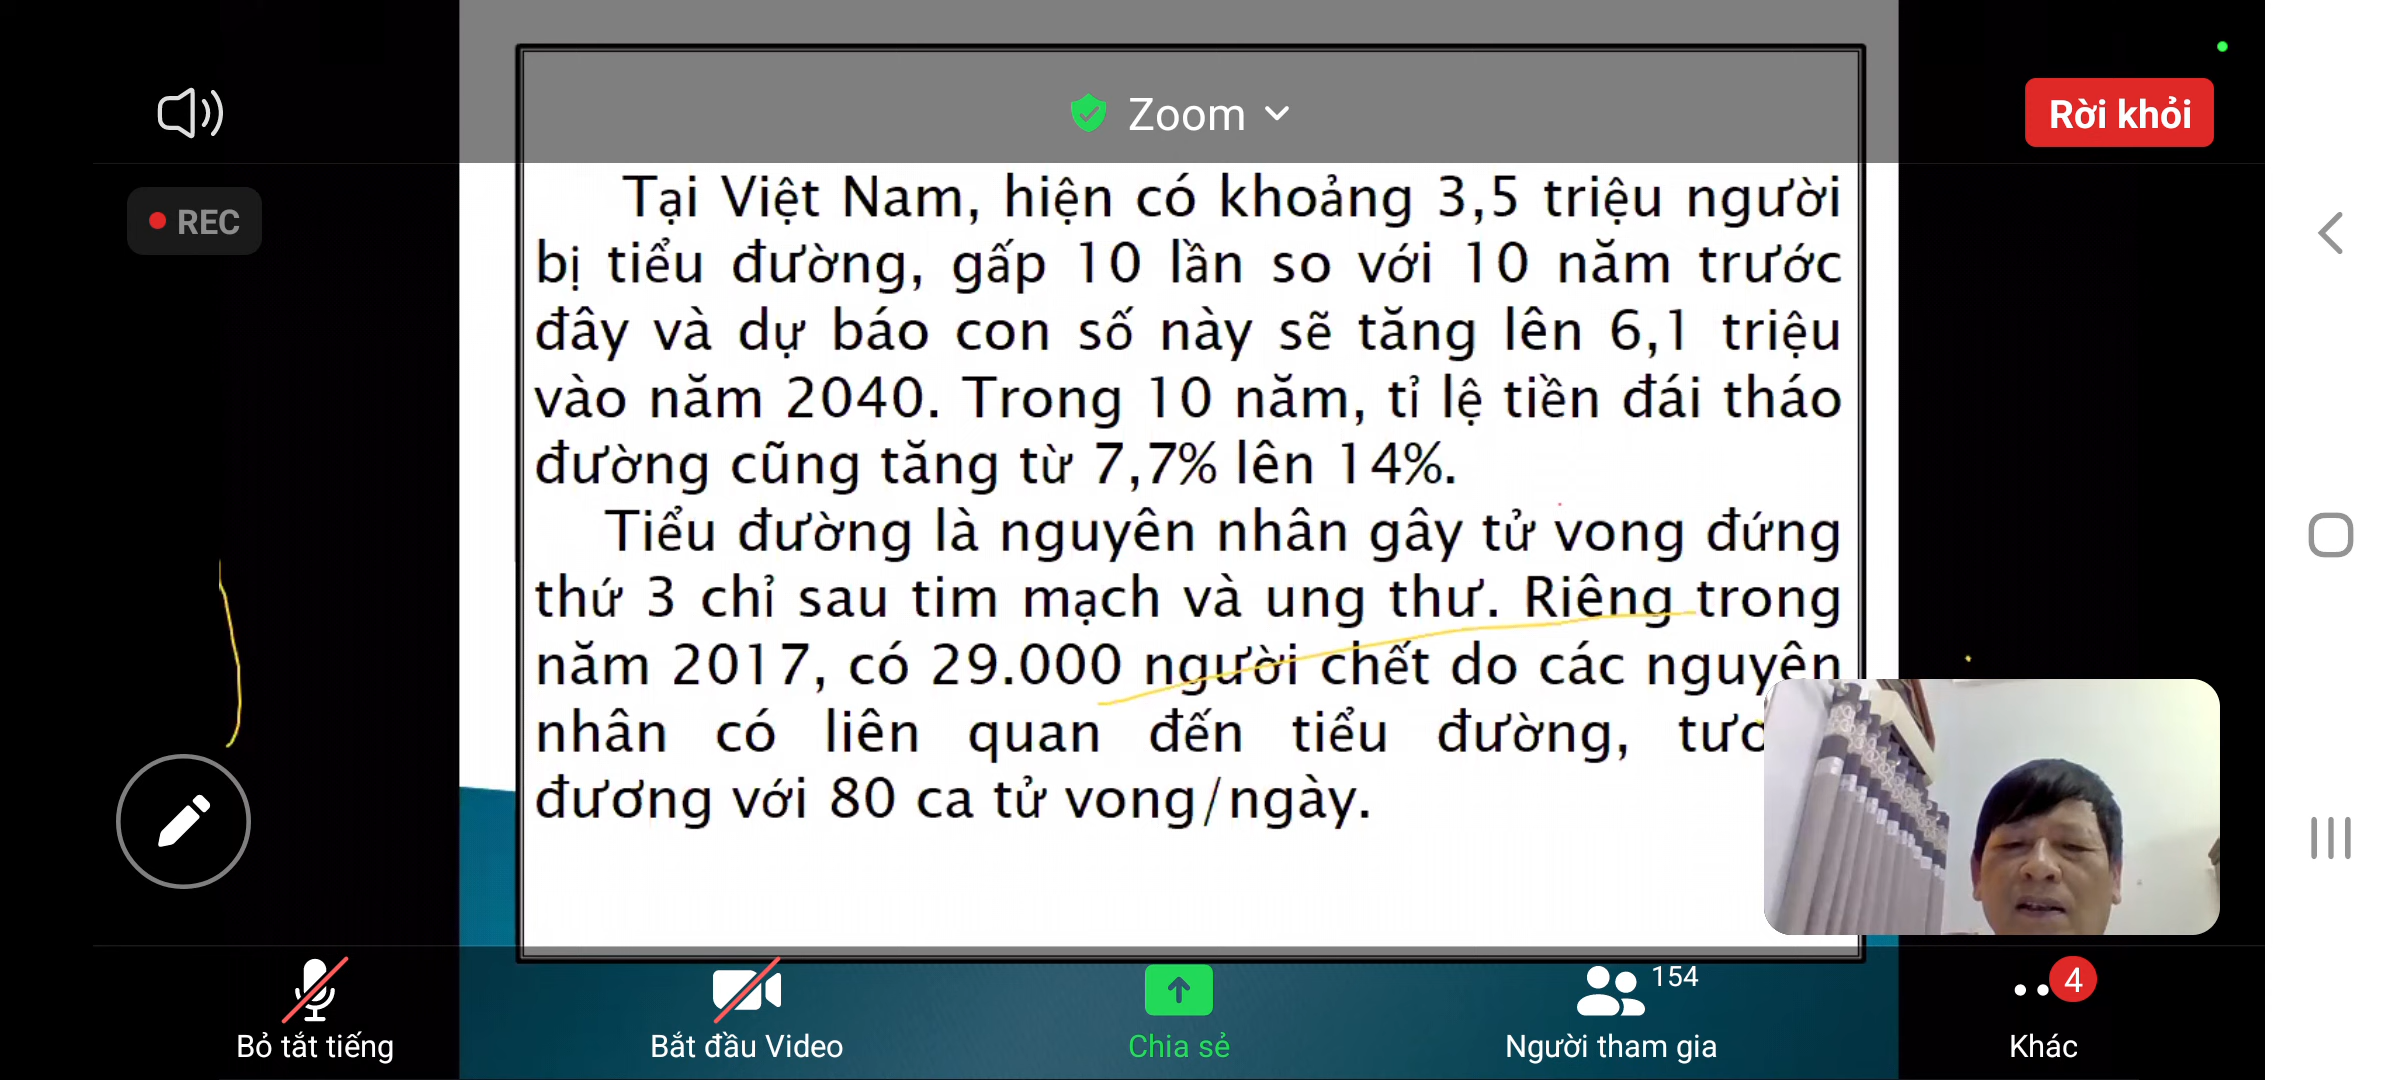 Zoom
Rời khỏi
REC
Tại Việt Nam, hiện có khoảng 3,5 triệu người
bị tiểu đường, gấp 10 lần so với 10 năm trước
đây và dự báo con số này sẽ tăng lên 6,1 triệu
vào năm 2040. Trong 10 năm, tỉ lệ tiền đái tháo
đường cũng tăng từ 7,7% lên 14%.
Tiểu đường là nguyên nhân gây tử vong đứng
thứ 3 chỉ sau tim mạch và ung thư. Riêng trong
năm 2017, có 29.000 người chết do các nguyên
nhân có liên quan đến tiểu đường,
đương với 80 ca tử vong/ngày.
154
4
Bỏ tắt tiếng
Bắt đầu Video
Chia sẻ
Người tham gia
Khác